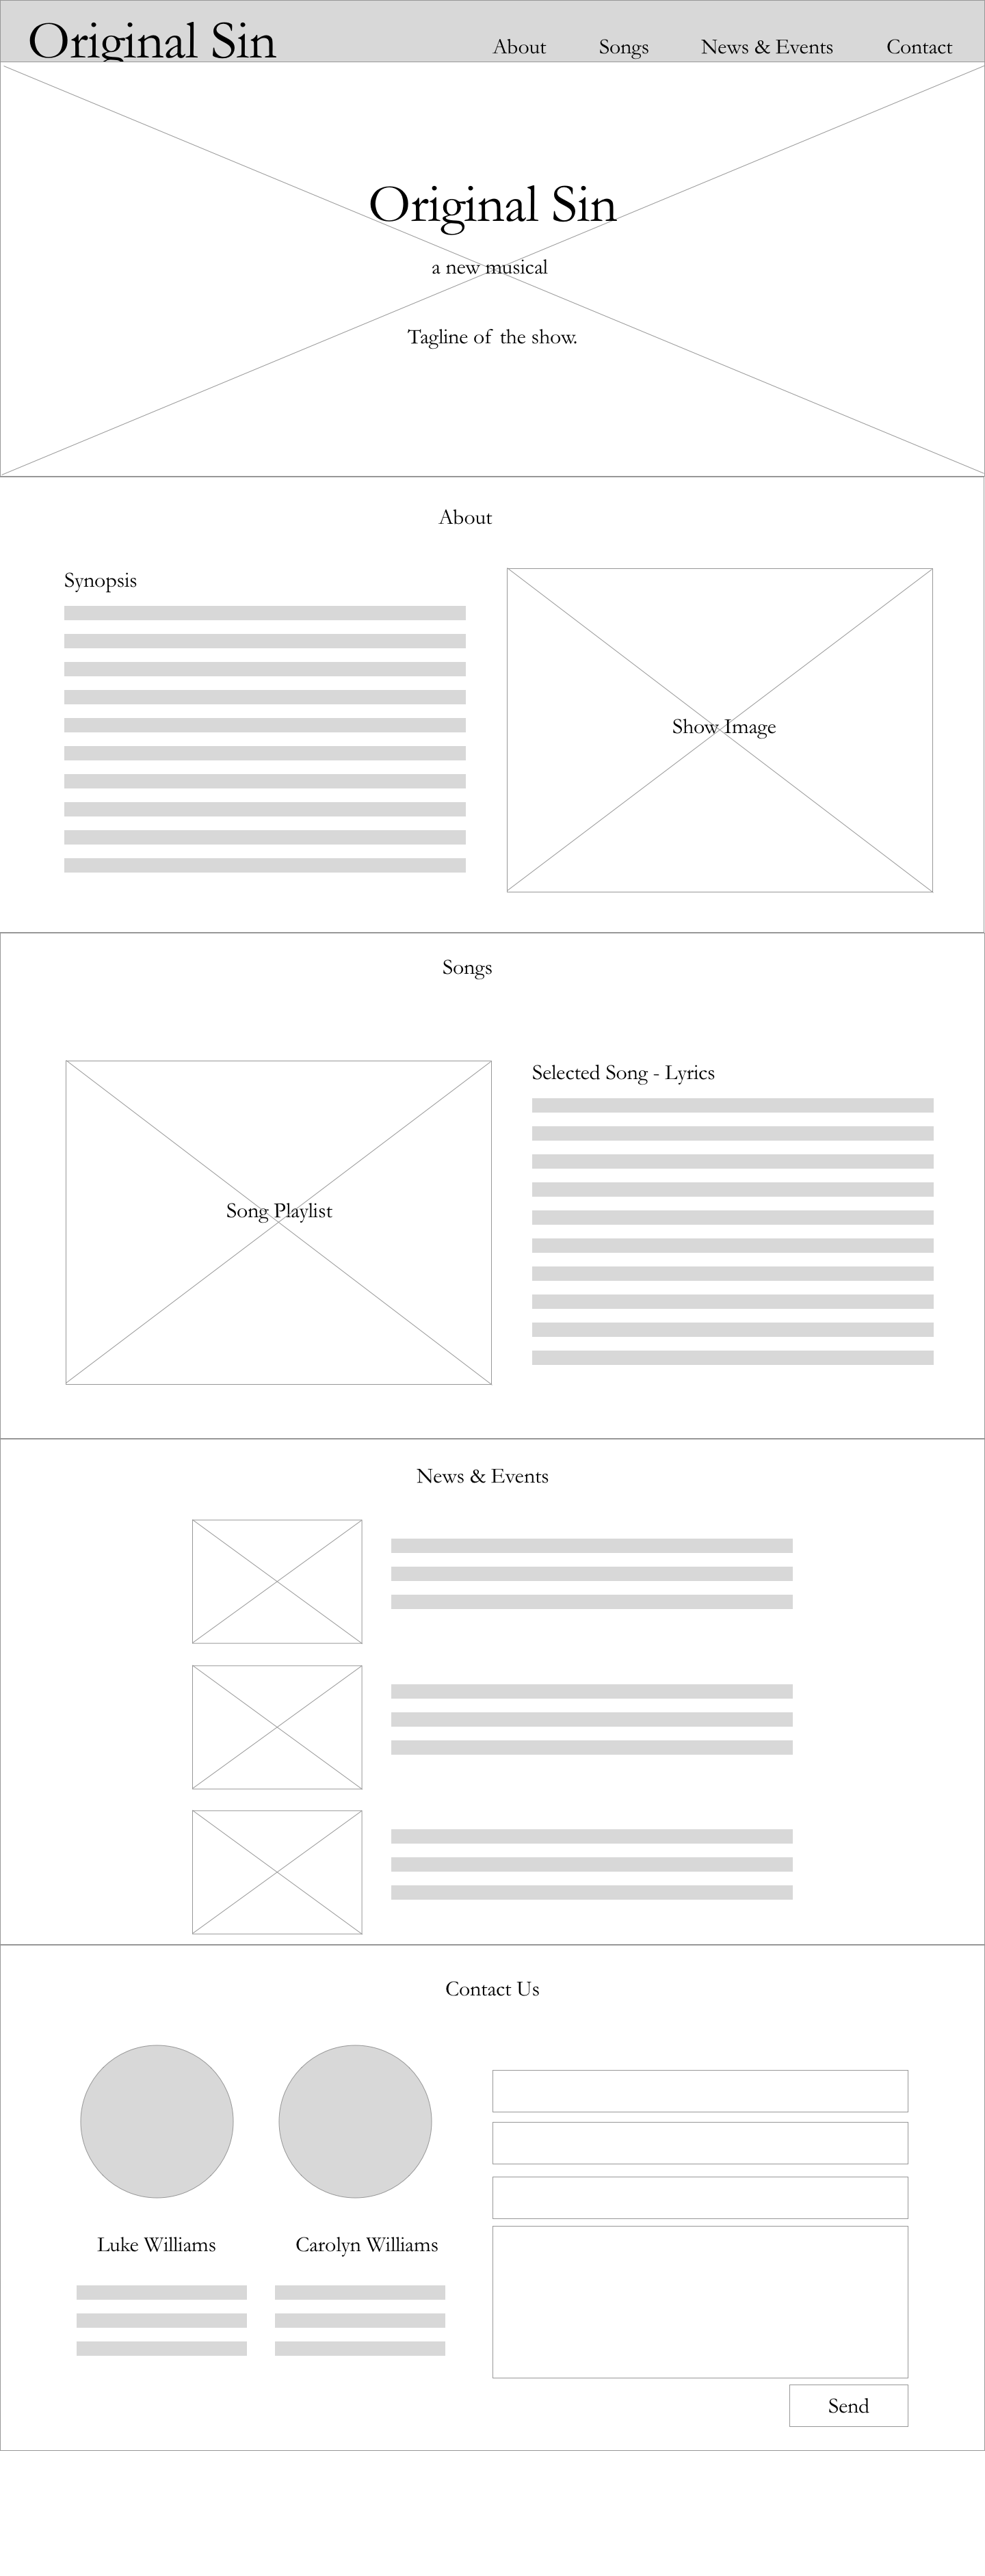 Original Sin
About Songs News & Events Contact
Original Sin
a new musical
Tagline of the show.
About
Synopsis
Show Image
Songs
Selected Song - Lyrics
Song Playlist
News & Events
Contact Us
Luke Williams Carolyn Williams
Send